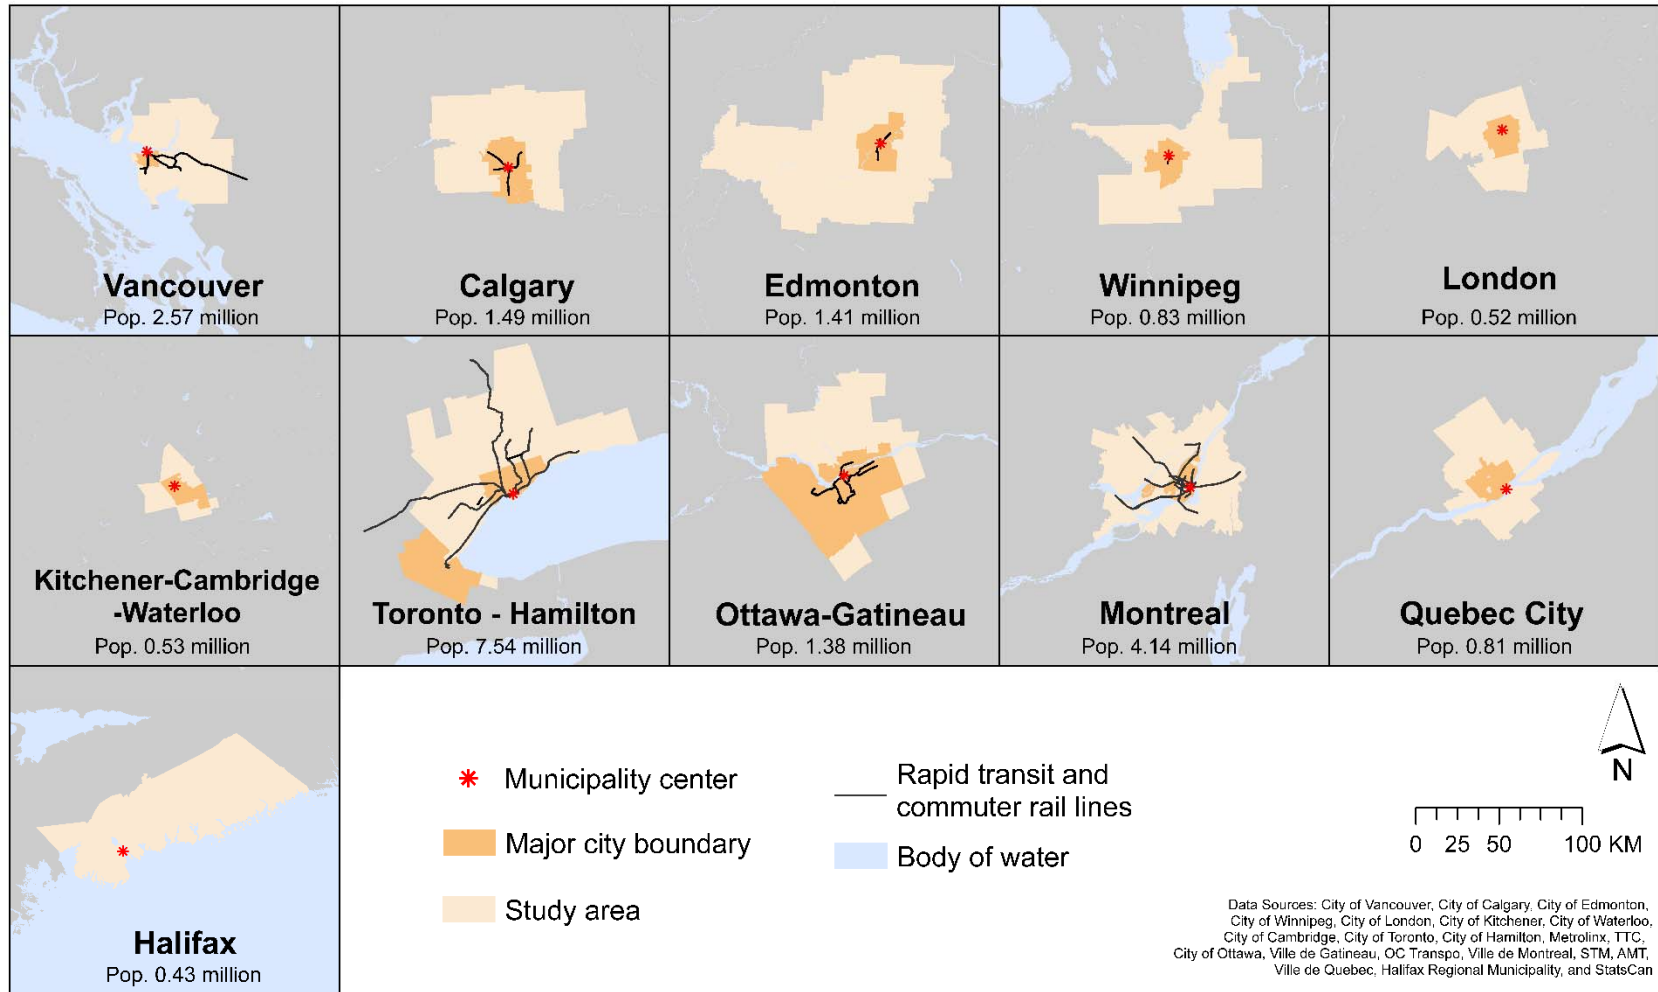 Vancouver
Pop. 2.57 million
Calgary
Pop. 1.49 million
Edmonton
Pop. 1.41 million
Winnipeg
Pop. 0.83 million
London
Pop. 0.52 million
Kitchener-Cambridge
-Waterloo
Pop. 0.53 million
Toronto - Hamilton
Pop. 7.54 million
Ottawa-Gatineau
Pop. 1.38 million
Montreal
Pop. 4.14 million
Quebec City
Pop. 0.81 million
Halifax
Pop. 0.43 million
Municipality center
Major city boundary
Study area
Rapid transit and
commuter rail lines
Body of water
N
0 25 50 100 KM
Data Sources: City of Vancouver, City of Calgary, City of Edmonton,
City of Winnipeg, City of London, City of Kitchener, City of Waterloo,
City of Cambridge, City of Toronto, City of Hamilton, Metrolinx, TTC,
City of Ottawa, Ville de Gatineau, OC Transpo, Ville de Montreal, STM, AMT,
Ville de Quebec, Halifax Regional Municipality, and StatsCan